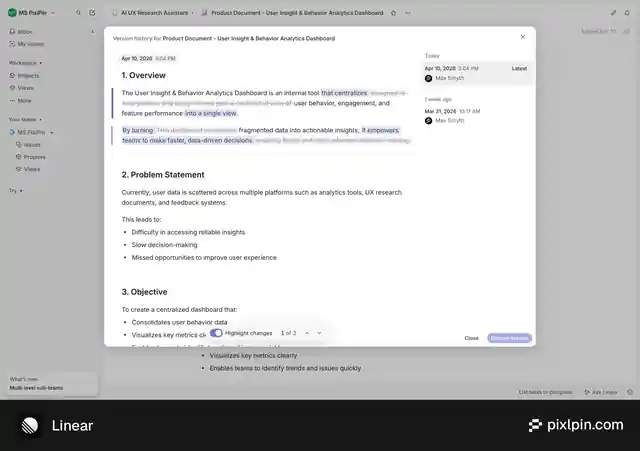 MS PixiPin
AI UX Research Assistant
Product Document - User Insight & Behavior Analytics Dashboard
Inbox
My issues
Workspace
Projects
Views
More
Your teams
MS PixiPin
Issues
Projects
Views
Try
Version history for Product Document - User Insight & Behavior Analytics Dashboard
Apr 10, 2026 3:04 PM
1. Overview
The User Insight & Behavior Analytics Dashboard is an internal tool that centralizes
user behavior, engagement, and
feature performance into a single view.
By turning fragmented data into actionable insights, it empowers
teams to make faster, data-driven decisions.
2. Problem Statement
Currently, user data is scattered across multiple platforms such as analytics tools, UX research
documents, and feedback systems.
This leads to:
• Difficulty in accessing reliable insights
• Slow decision-making
• Missed opportunities to improve user experience
3. Objective
To create a centralized dashboard that:
• Consolidates user behavior data
• Visualizes key metrics
Highlight changes
1 of 3
Today
Apr 10, 2026 3:04 PM
Latest
Max Smyth
1 week ago
Mar 31, 2026 10:17 AM
Max Smyth
Close
Restore version
• Visualizes key metrics clearly
• Enables teams to identify trends and issues quickly
What's new
Multi-level sub-teams
Ask Linear
Linear
pixlpin.com